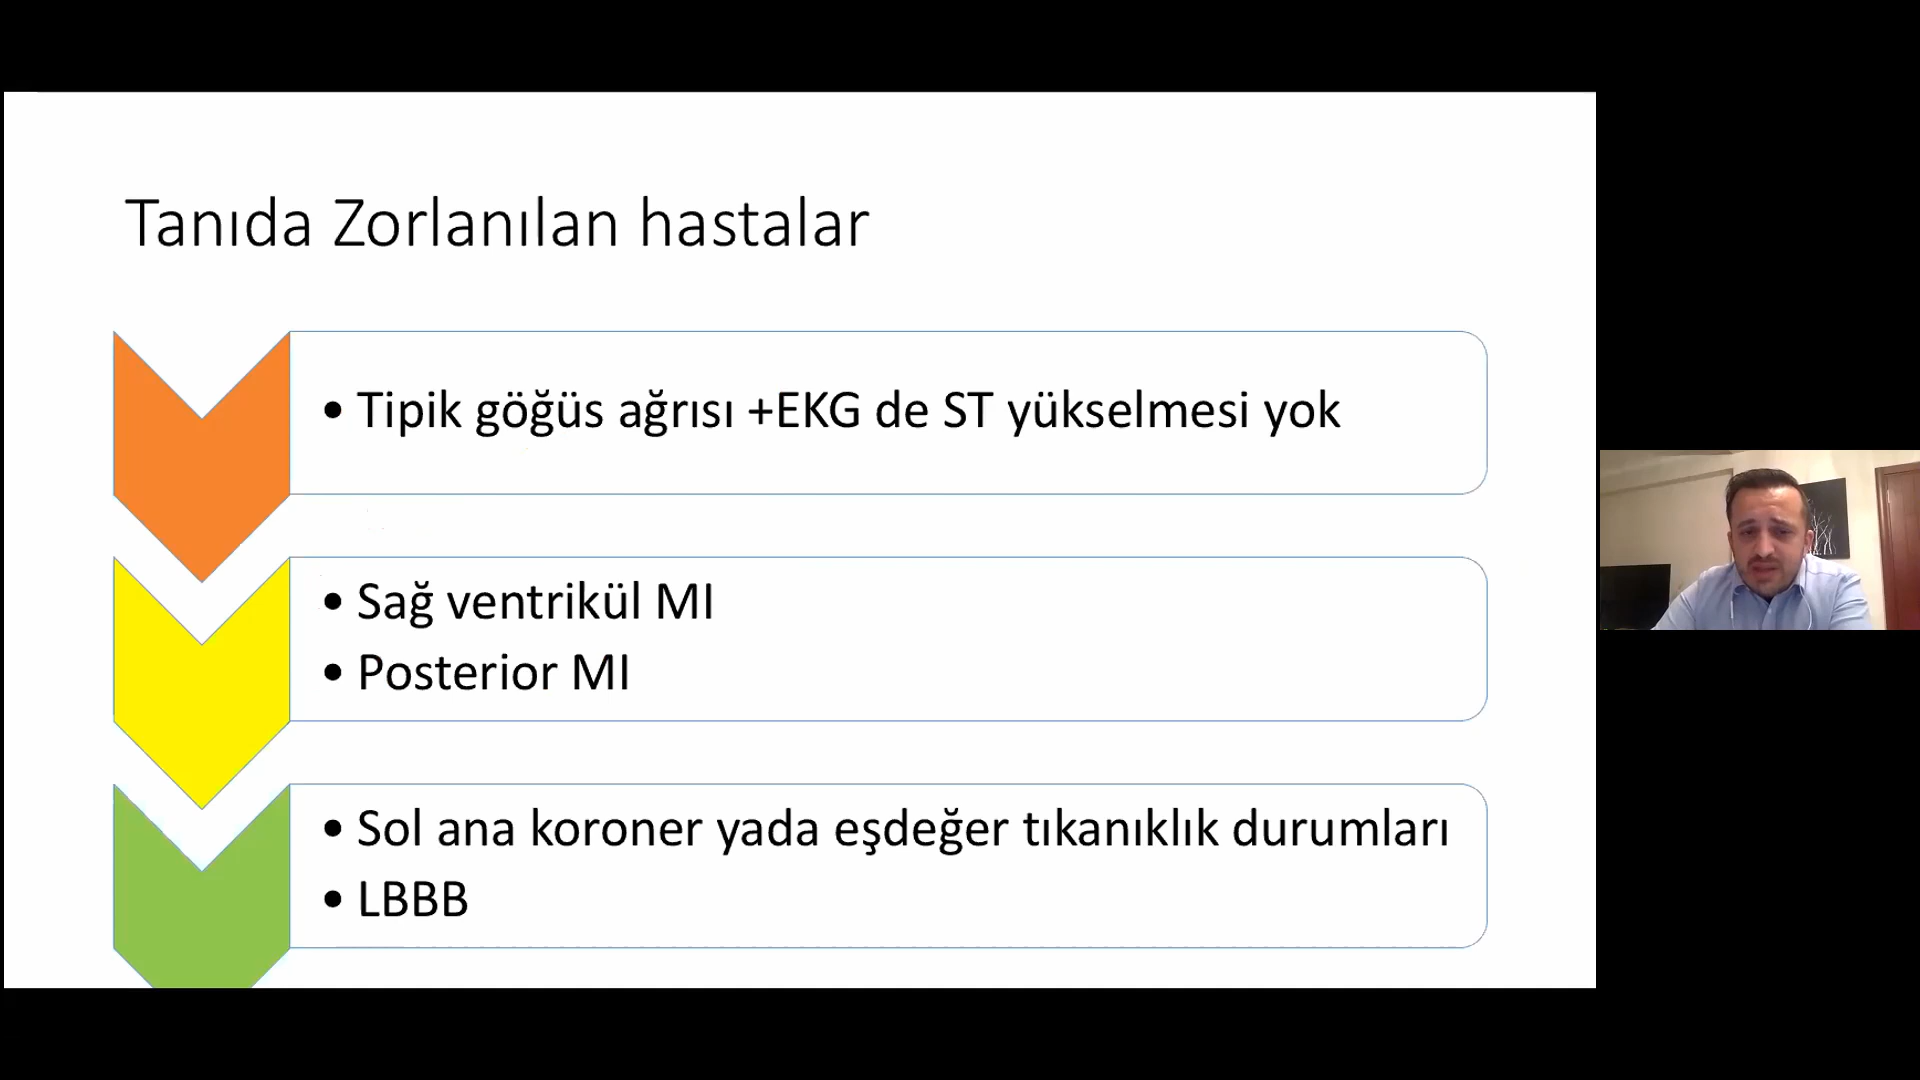 Tanıda Zorlanılan hastalar
• Tipik göğüs ağrısı +EKG de ST yükselmesi yok
• Sağ ventrikül MI
• Posterior MI
• Sol ana koroner yada eşdeğer tıkanıklık durumları
• LBBB